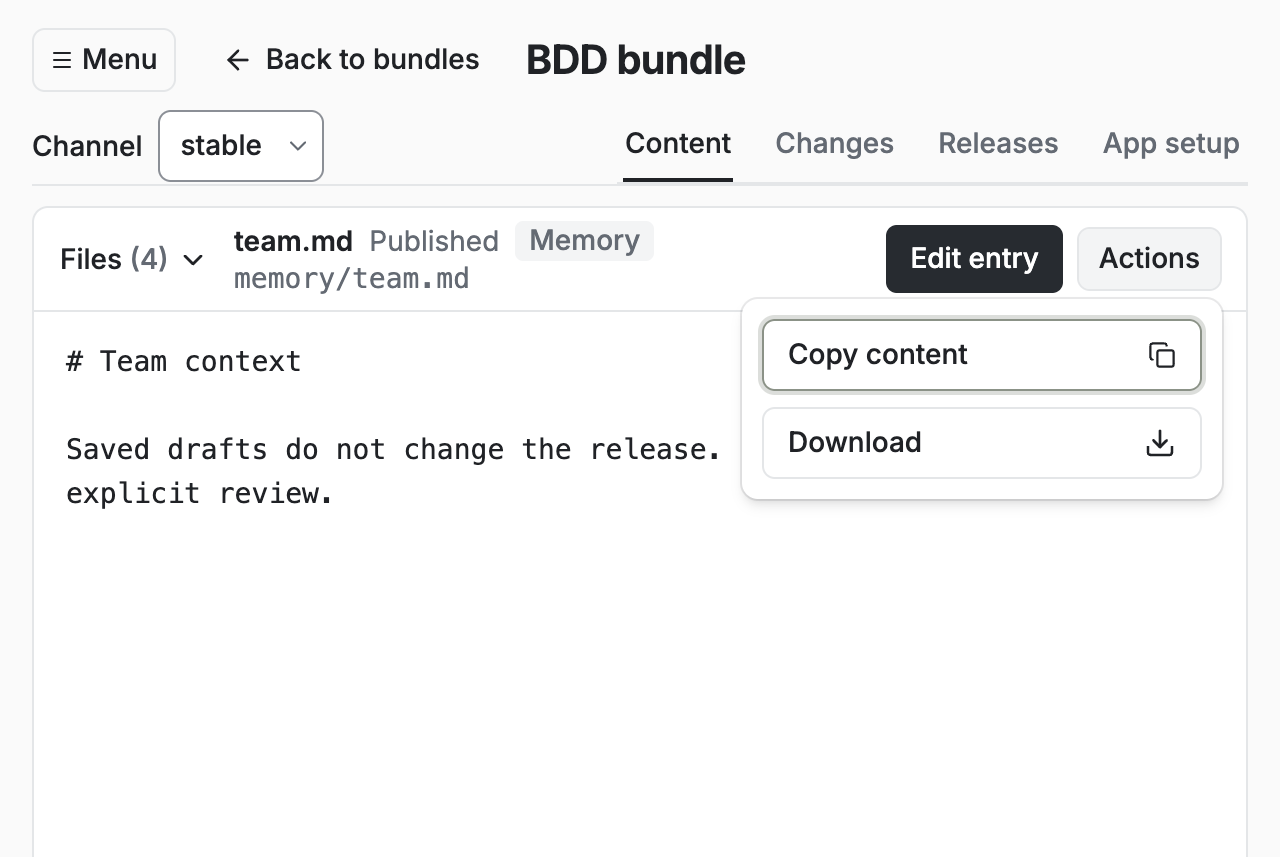 Menu
Back to bundles
BDD bundle
Channel
stable
Content
Changes
Releases
App setup
Files (4)
team.md Published Memory
memory/team.md
Edit entry
Actions
Copy content
Download
# Team context
Saved drafts do not change the release.
explicit review.